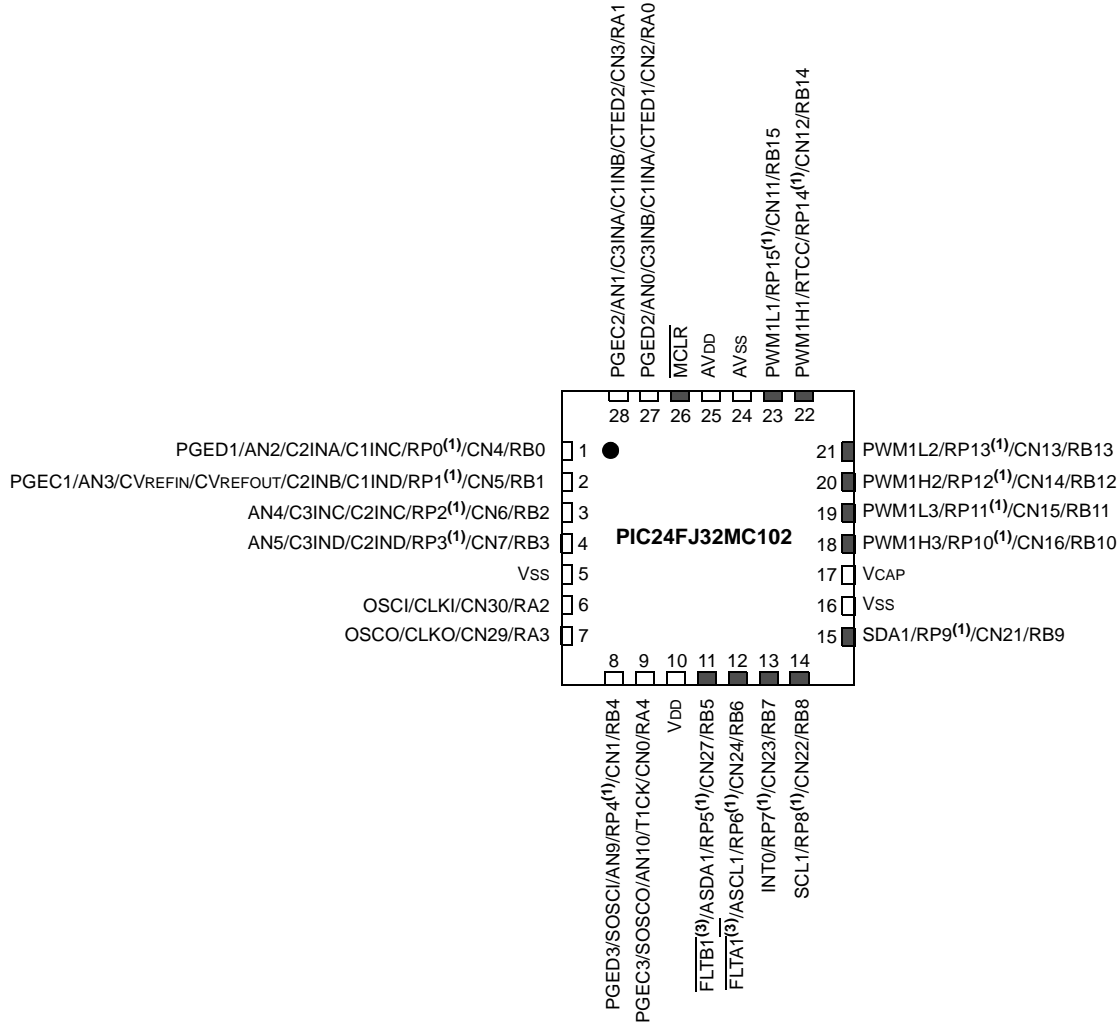 PGEC2/AN1/C3INA/C1INB/CTED2/CN3/RA1
PGED2/AN0/C3INB/C1INA/CTED1/CN2/RA0
MCLR
AVDD
AVSS
PWM1L1/RP15(1)/CN11/RB15
PWM1H1/RTCC/RP14(1)/CN12/RB14
28 27 26 25 24 23 22
PGED1/AN2/C2INA/C1INC/RP0(1)/CN4/RB0 1
PGEC1/AN3/CVREFIN/CVREFOUT/C2INB/C1IND/RP1(1)/CN5/RB1 2
AN4/C3INC/C2INC/RP2(1)/CN6/RB2 3
AN5/C3IND/C2IND/RP3(1)/CN7/RB3 4
VSS 5
OSCI/CLKI/CN30/RA2 6
OSCO/CLKO/CN29/RA3 7
PIC24FJ32MC102
21 PWM1L2/RP13(1)/CN13/RB13
20 PWM1H2/RP12(1)/CN14/RB12
19 PWM1L3/RP11(1)/CN15/RB11
18 PWM1H3/RP10(1)/CN16/RB10
17 VCAP
16 VSS
15 SDA1/RP9(1)/CN21/RB9
8 9 10 11 12 13 14
PGED3/SOSCI/AN9/RP4(1)/CN1/RB4
PGEC3/SOSCO/AN10/T1CK/CN0/RA4
VDD
FLTB1(3)/ASDA1/RP5(1)/CN27/RB5
FLTA1(3)/ASCL1/RP6(1)/CN24/RB6
INT0/RP7(1)/CN23/RB7
SCL1/RP8(1)/CN22/RB8